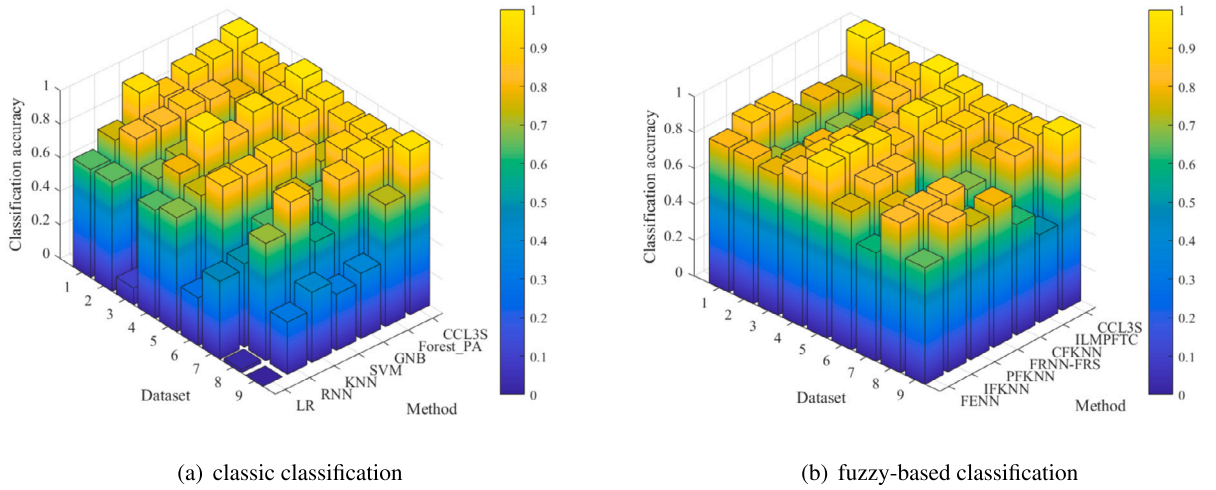 1
0.8
0.6
0.4
0.2
0
Classification accuracy
1
2
3
4
5
6
7
8
9
Dataset
LR
RNN
KNN
SVM
GNB
Forest_PA
CCL3S
Method
1
0.9
0.8
0.7
0.6
0.5
0.4
0.3
0.2
0.1
0
(a) classic classification
1
0.8
0.6
0.4
0.2
0
Classification accuracy
1
2
3
4
5
6
7
8
9
Dataset
FENN
IFKNN
PFKNN
FRNN-FRS
CFKNN
ILMPFTC
CCL3S
Method
1
0.9
0.8
0.7
0.6
0.5
0.4
0.3
0.2
0.1
0
(b) fuzzy-based classification